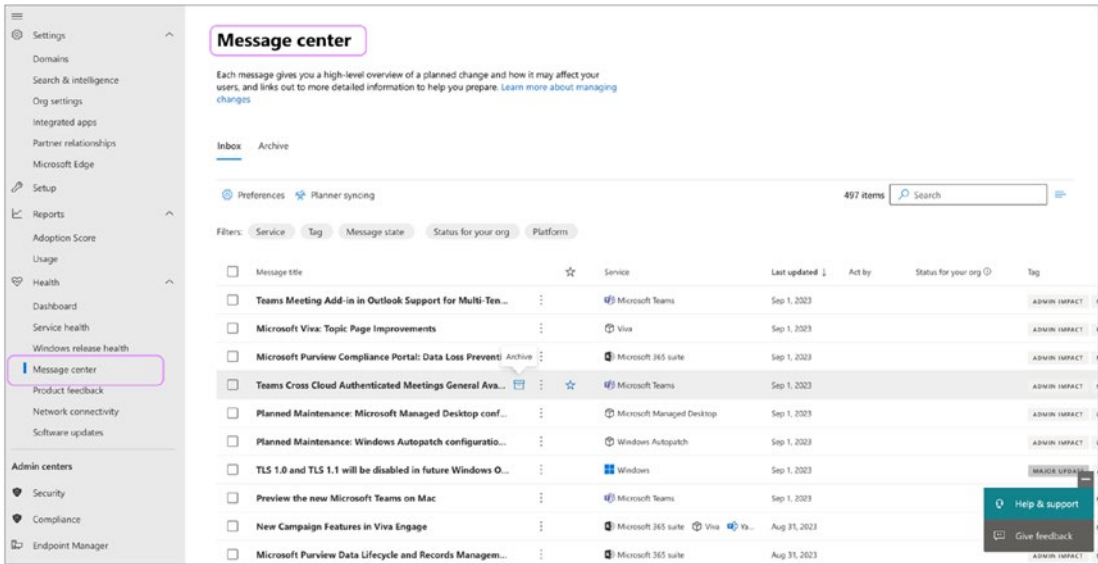 Settings
Domains
Search & intelligence
Org settings
Integrated apps
Partner relationships
Microsoft Edge
Setup
Reports
Adoption Score
Usage
Health
Dashboard
Service health
Windows release health
Message center
Product feedback
Network connectivity
Software updates
Admin centers
Security
Compliance
Endpoint Manager
Message center
Each message gives you a high-level overview of a planned change and how it may affect your
users, and links out to more detailed information to help you prepare. Learn more about managing
changes
Inbox Archive
Preferences Planner syncing 497 items Search
Filters: Service Tag Message state Status for your org Platform
Message title Service Last updated ↓ Act by Status for your org Tag
Teams Meeting Add-in in Outlook Support for Multi-Ten... Microsoft Teams Sep 1, 2023 ADMIN IMPACT
Microsoft Viva: Topic Page Improvements Viva Sep 1, 2023 ADMIN IMPACT
Microsoft Purview Compliance Portal: Data Loss Preventi Archive Microsoft 365 suite Sep 1, 2023 ADMIN IMPACT
Teams Cross Cloud Authenticated Meetings General Ava... Microsoft Teams Sep 1, 2023 ADMIN IMPACT
Planned Maintenance: Microsoft Managed Desktop conf... Microsoft Managed Desktop Sep 1, 2023 ADMIN IMPACT
Planned Maintenance: Windows Autopatch configuratio... Windows Autopatch Sep 1, 2023 ADMIN IMPACT
TLS 1.0 and TLS 1.1 will be disabled in future Windows O... Windows Sep 1, 2023 MAJOR UPDATE
Preview the new Microsoft Teams on Mac Microsoft Teams Sep 1, 2023
New Campaign Features in Viva Engage Microsoft 365 suite Viva Ya... Aug 31, 2023
Microsoft Purview Data Lifecycle and Records Managem... Microsoft 365 suite Aug 31, 2023 ADMIN IMPACT
Help & support
Give feedback